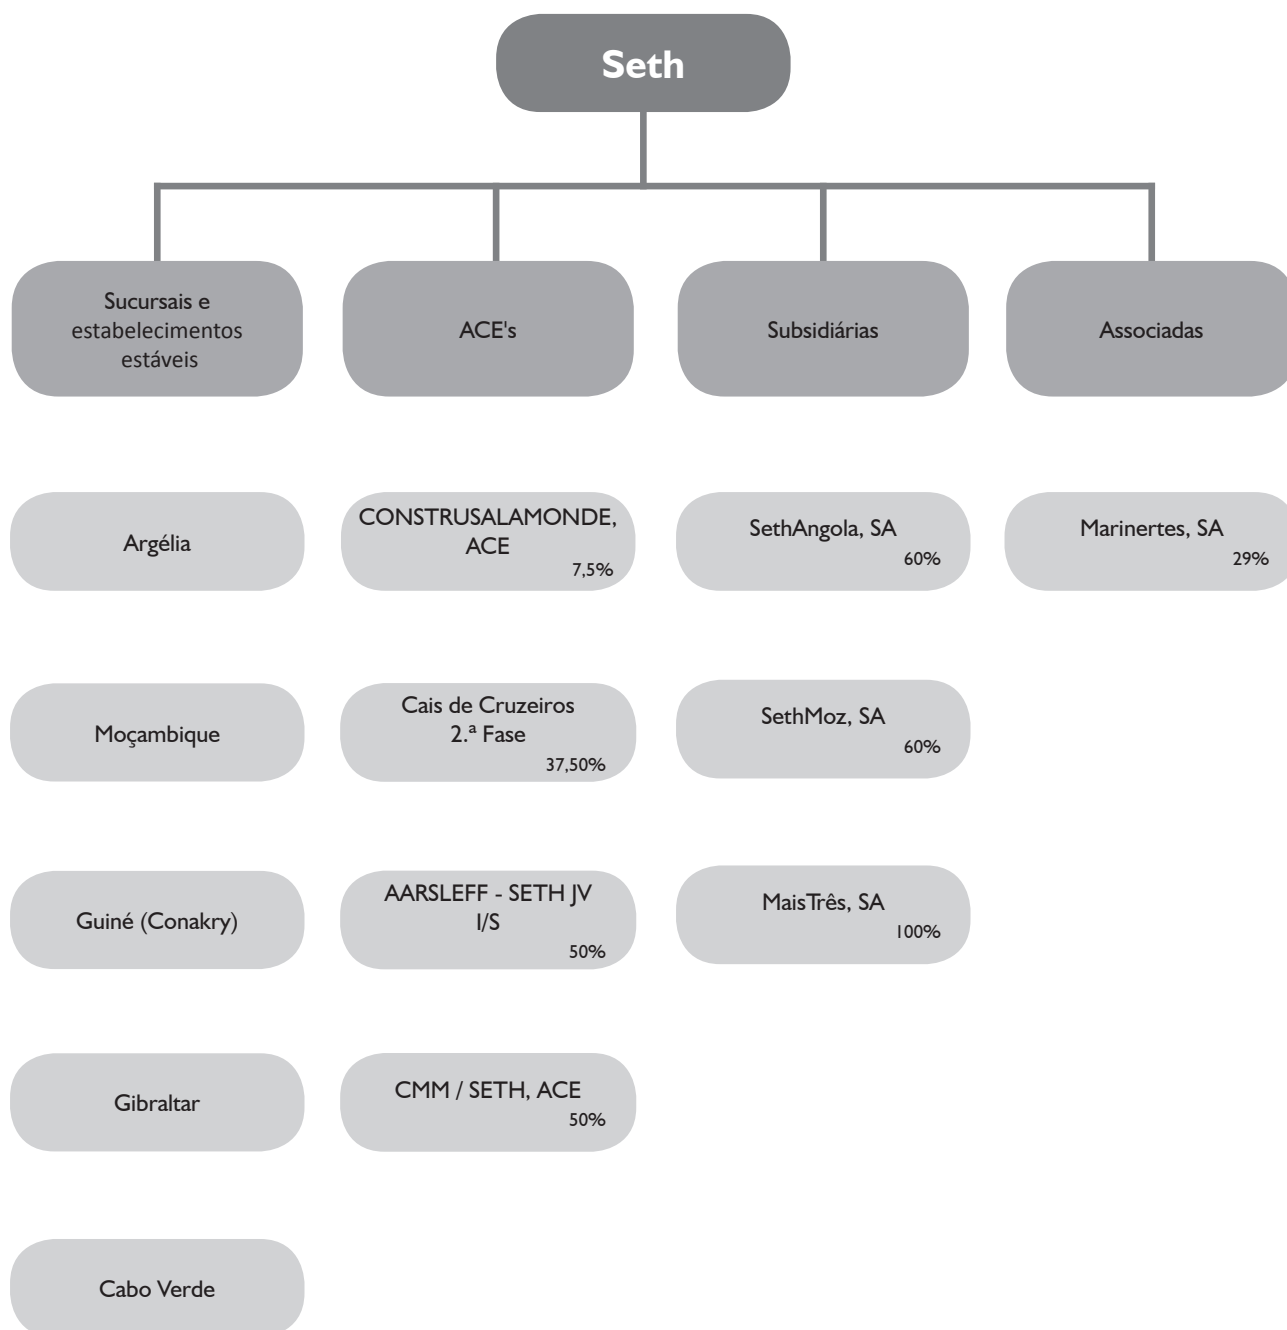 Seth
Sucursais e
estabelecimentos
estáveis
ACE's
Subsidiárias
Associadas
Argélia
CONSTRUSALAMONDE,
ACE
7,5%
SethAngola, SA
60%
Marinertes, SA
29%
Moçambique
Cais de Cruzeiros
2.ª Fase
37,50%
SethMoz, SA
60%
Guiné (Conakry)
AARSLEFF - SETH JV
I/S
50%
MaisTrês, SA
100%
Gibraltar
CMM / SETH, ACE
50%
Cabo Verde